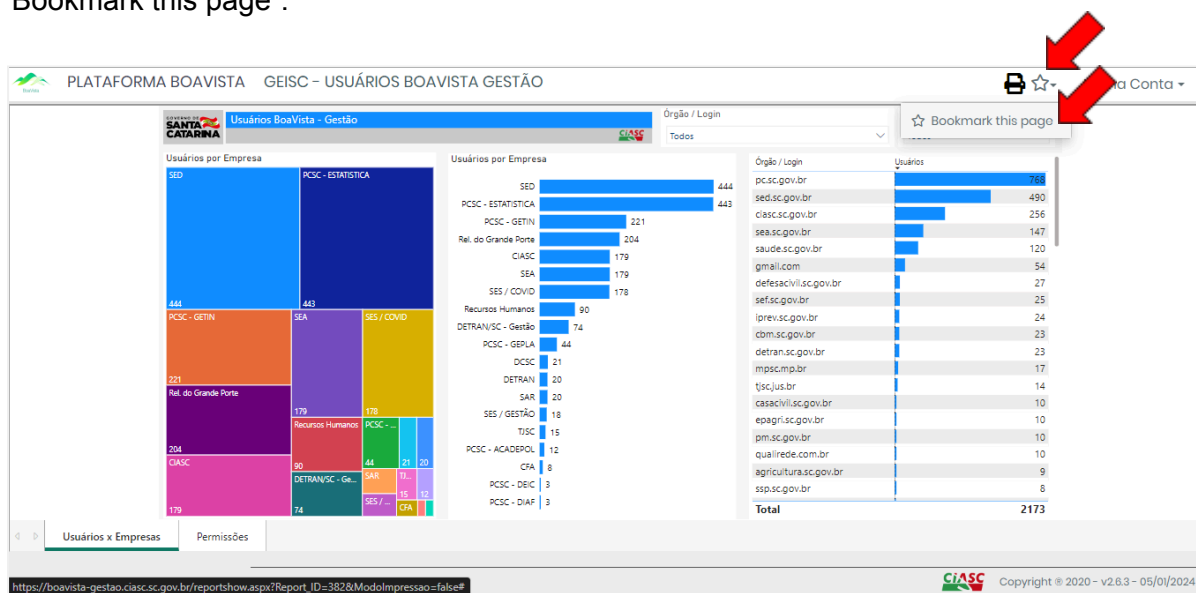 "Bookmark this page".
BoaVista
PLATAFORMA BOAVISTA GEISC - USUÁRIOS BOAVISTA GESTÃO
a Conta
☆ Bookmark this page
GOVERNO DE
SANTA
CATARINA
Usuários BoaVista - Gestão
CiASC
Órgão / Login
Todos
Usuários por Empresa
SED
444
PCSC - ESTATISTICA
443
PCSC - GETIN
221
SEA
179
SES / COVID
178
Rel. do Grande Porte
204
CIASC
179
Recursos Humanos
90
PCSC - ...
44
21
20
DETRAN/SC - Ge...
74
SAR
TJ...
15
12
SES / ...
CFA
Usuários por Empresa
SED 444
PCSC - ESTATISTICA 443
PCSC - GETIN 221
Rel. do Grande Porte 204
CIASC 179
SEA 179
SES / COVID 178
Recursos Humanos 90
DETRAN/SC - Gestão 74
PCSC - GEPLA 44
DCSC 21
DETRAN 20
SAR 20
SES / GESTÃO 18
TJSC 15
PCSC - ACADEPOL 12
CFA 8
PCSC - DEIC 3
PCSC - DIAF 3
Órgão / Login Usuários
pc.sc.gov.br 768
sed.sc.gov.br 490
ciasc.sc.gov.br 256
sea.sc.gov.br 147
saude.sc.gov.br 120
gmail.com 54
defesacivil.sc.gov.br 27
sef.sc.gov.br 25
iprev.sc.gov.br 24
cbm.sc.gov.br 23
detran.sc.gov.br 23
mpsc.mp.br 17
tjsc.jus.br 14
casacivil.sc.gov.br 10
epagri.sc.gov.br 10
pm.sc.gov.br 10
qualirede.com.br 10
agricultura.sc.gov.br 9
ssp.sc.gov.br 8
Total 2173
Usuários x Empresas Permissões
https://boavista-gestao.ciasc.sc.gov.br/reportshow.aspx?Report_ID=382&ModoImpressao=false#
CiASC
Copyright © 2020 - v2.6.3 - 05/01/2024